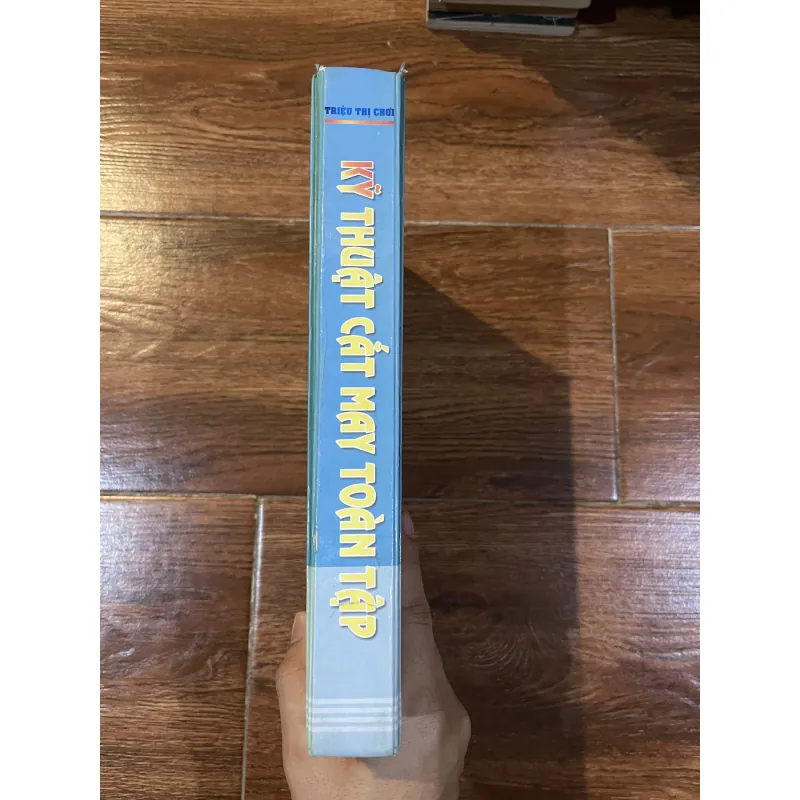 TRIỆU THỊ CHƠI
KỸ THUẬT CẮT MAY TOÀN TẬP